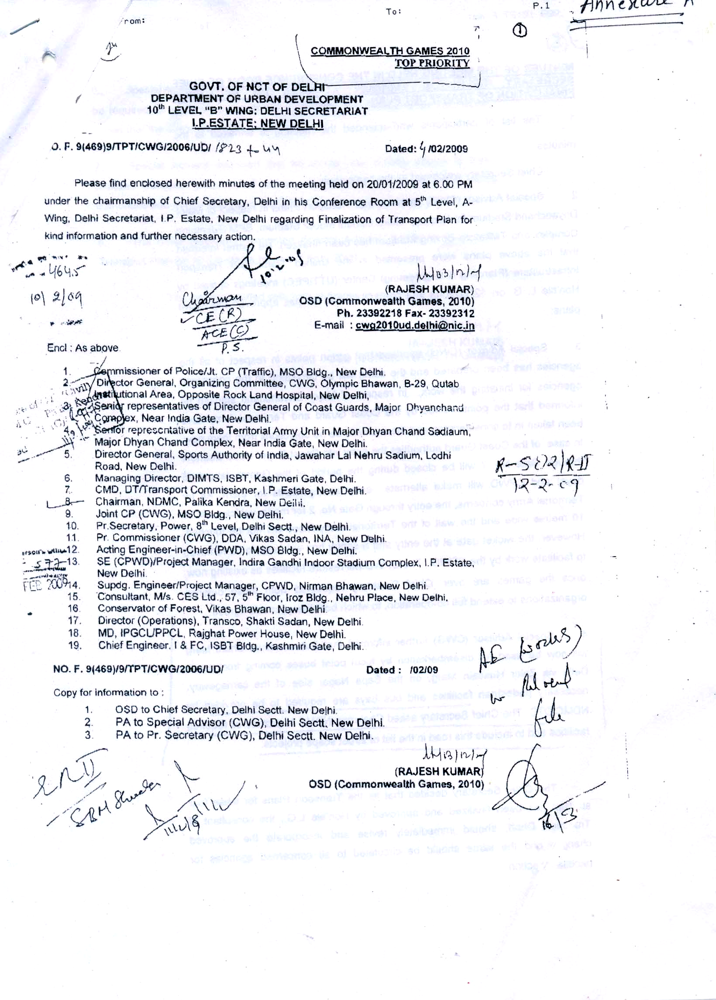 From:
To:
P.1
Annexure A
1
COMMONWEALTH GAMES 2010
TOP PRIORITY
GOVT. OF NCT OF DELHI
DEPARTMENT OF URBAN DEVELOPMENT
10th LEVEL "B" WING: DELHI SECRETARIAT
I.P.ESTATE: NEW DELHI
O. F. 9(469)9/TPT/CWG/2006/UD/ 1823 to 44 Dated: 4/02/2009
Please find enclosed herewith minutes of the meeting held on 20/01/2009 at 6.00 PM
under the chairmanship of Chief Secretary, Delhi in his Conference Room at 5th Level, A-
Wing, Delhi Secretariat, I.P. Estate, New Delhi regarding Finalization of Transport Plan for
kind information and further necessary action.
4645
10/2/09
Chairman
CE(R)
ACE(C)
P.S.
(RAJESH KUMAR)
OSD (Commonwealth Games, 2010)
Ph. 23392218 Fax- 23392312
E-mail : cwg2010ud.delhi@nic.in
Encl : As above
1. Commissioner of Police/Jt. CP (Traffic), MSO Bldg., New Delhi.
2. Director General, Organizing Committee, CWG, Olympic Bhawan, B-29, Qutab
Institutional Area, Opposite Rock Land Hospital, New Delhi,
3. Senior representatives of Director General of Coast Guards, Major Dhyanchand
Complex, Near India Gate, New Delhi.
4. Senior representative of the Territorial Army Unit in Major Dhyan Chand Sadiaum,
Major Dhyan Chand Complex, Near India Gate, New Delhi.
5. Director General, Sports Authority of India, Jawahar Lal Nehru Sadium, Lodhi
Road, New Delhi.
6. Managing Director, DIMTS, ISBT, Kashmeri Gate, Delhi.
7. CMD, DT/Transport Commissioner, I.P. Estate, New Delhi.
8. Chairman, NDMC, Palika Kendra, New Delhi.
9. Joint CP (CWG), MSO Bldg., New Delhi.
10. Pr.Secretary, Power, 8th Level, Delhi Sectt., New Delhi.
11. Pr. Commissioner (CWG), DDA, Vikas Sadan, INA, New Delhi.
12. Acting Engineer-in-Chief (PWD), MSO Bldg., New Delhi.
13. SE (CPWD)/Project Manager, Indira Gandhi Indoor Stadium Complex, I.P. Estate,
New Delhi.
14. Supdg. Engineer/Project Manager, CPWD, Nirman Bhawan, New Delhi.
15. Consultant, M/s. CES Ltd., 57, 5th Floor, Iroz Bldg., Nehru Place, New Delhi.
16. Conservator of Forest, Vikas Bhawan, New Delhi.
17. Director (Operations), Transco, Shakti Sadan, New Delhi.
18. MD, IPGCL/PPCL, Rajghat Power House, New Delhi.
19. Chief Engineer, I & FC, ISBT Bldg., Kashmiri Gate, Delhi.
12-2-09
572
FEB 2009
NO. F. 9(469)/9/TPT/CWG/2006/UD/ Dated : /02/09
Copy for information to :
1. OSD to Chief Secretary, Delhi Sectt. New Delhi.
2. PA to Special Advisor (CWG), Delhi Sectt. New Delhi.
3. PA to Pr. Secretary (CWG), Delhi Sectt. New Delhi.
AE (works)
file
(RAJESH KUMAR)
OSD (Commonwealth Games, 2010)